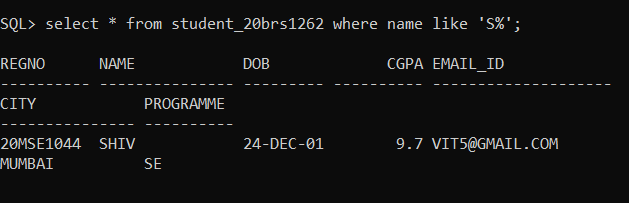 SQL> select * from student_20brs1262 where name like 'S%';
REGNO      NAME            DOB             CGPA EMAIL_ID
---------- --------------- --------- ---------- --------------------
CITY            PROGRAMME
--------------- ----------
20MSE1044  SHIV            24-DEC-01        9.7 VIT5@GMAIL.COM
MUMBAI          SE